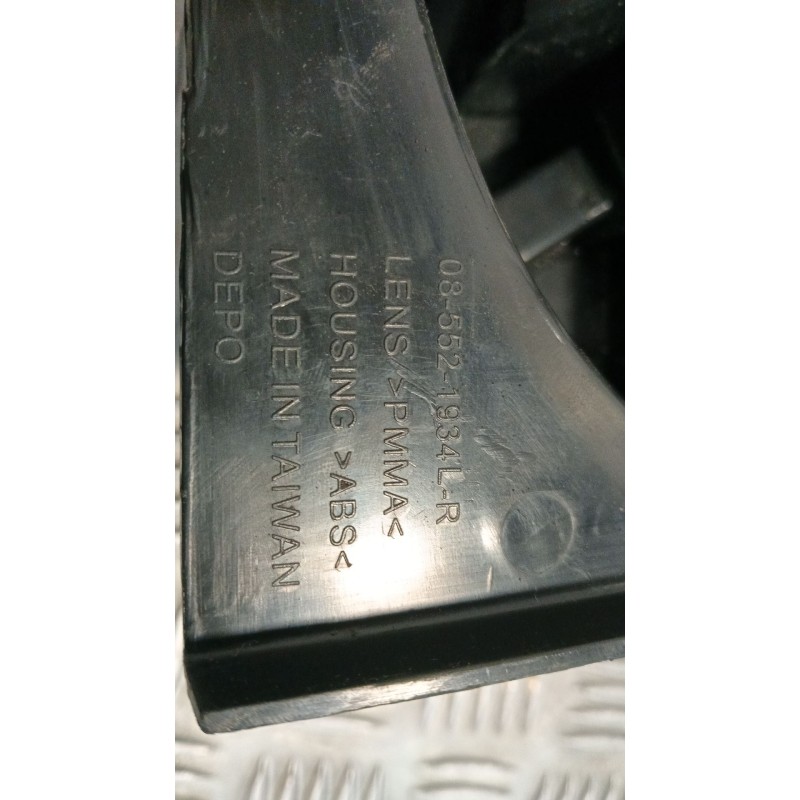 08-552-1934L-R
LENS >PMMA<
HOUSING >ABS<
MADE IN TAIWAN
DEPO